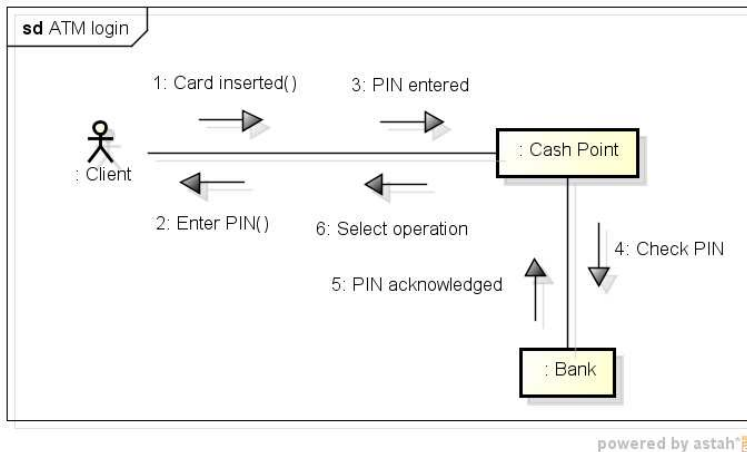 sd ATM login
1: Card inserted()
3: PIN entered
: Client
: Cash Point
2: Enter PIN()
6: Select operation
4: Check PIN
5: PIN acknowledged
: Bank
powered by astah*